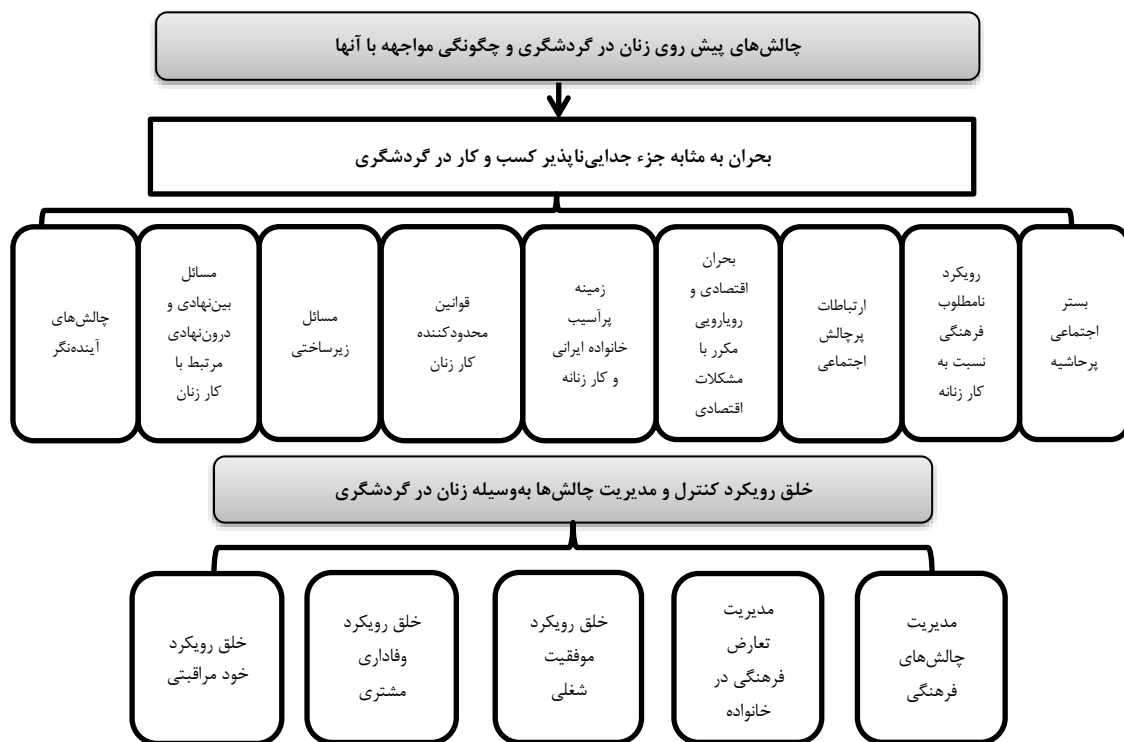 چالش‌های پیش روی زنان در گردشگری و چگونگی مواجهه با آنها
بحران به مثابه جزء جدایی‌ناپذیر کسب و کار در گردشگری
بستر
اجتماعی
پرحاشیه
رویکرد
نامطلوب
فرهنگی
نسبت به
کار زنانه
ارتباطات
پرچالش
اجتماعی
بحران
اقتصادی و
رویارویی
مکرر با
مشکلات
اقتصادی
زمینه
پرآسیب
خانواده ایرانی
و کار زنانه
قوانین
محدودکننده
کار زنان
مسائل
زیرساختی
مسائل
بین‌نهادی و
درون‌نهادی
مرتبط با
کار زنان
چالش‌های
آینده‌نگر
خلق رویکرد کنترل و مدیریت چالش‌ها به‌وسیله زنان در گردشگری
مدیریت
چالش‌های
فرهنگی
مدیریت
تعارض
فرهنگی در
خانواده
خلق رویکرد
موفقیت
شغلی
خلق رویکرد
وفاداری
مشتری
خلق رویکرد
خود مراقبتی